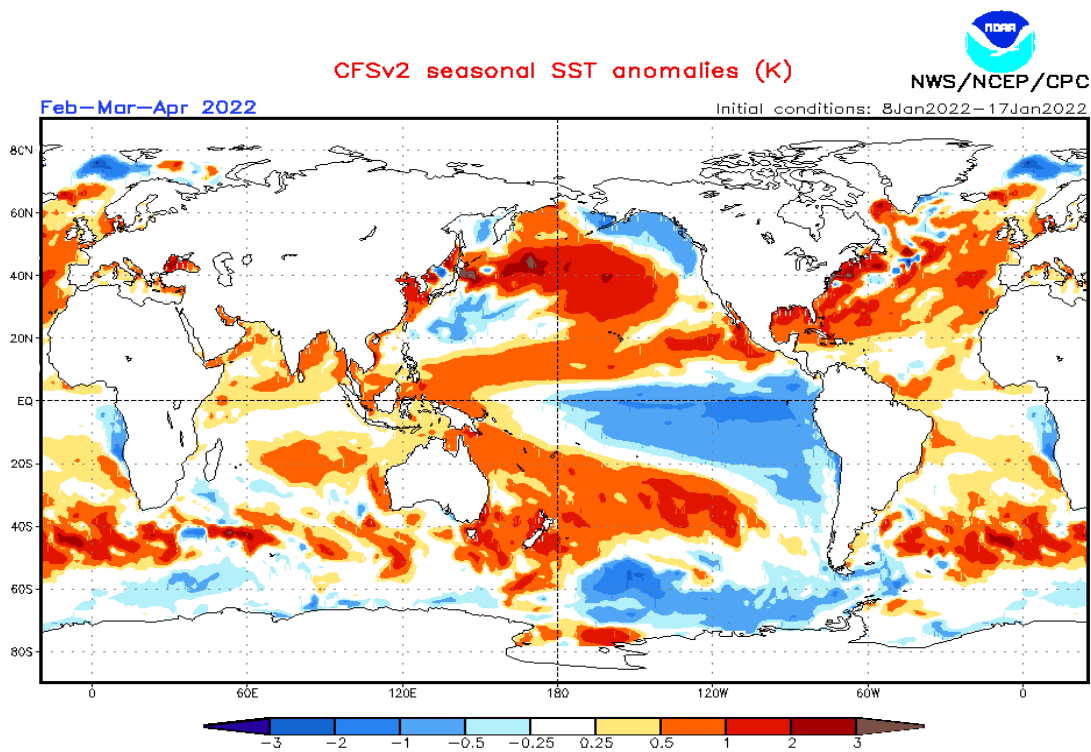 NOAA
CFSv2 seasonal SST anomalies (K)
NWS/NCEP/CPC
Feb-Mar-Apr 2022
Initial conditions: 8Jan2022-17Jan2022
80N
60N
40N
20N
EQ
20S
40S
60S
80S
0 60E 120E 180 120W 60W 0
-3 -2 -1 -0.5 -0.25 0.25 0.5 1 2 3